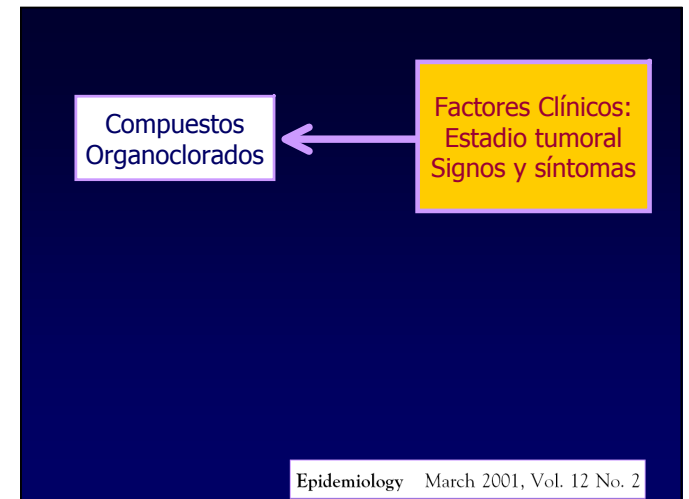 Compuestos
Organoclorados
Factores Clínicos:
Estadio tumoral
Signos y síntomas
Epidemiology March 2001, Vol. 12 No. 2